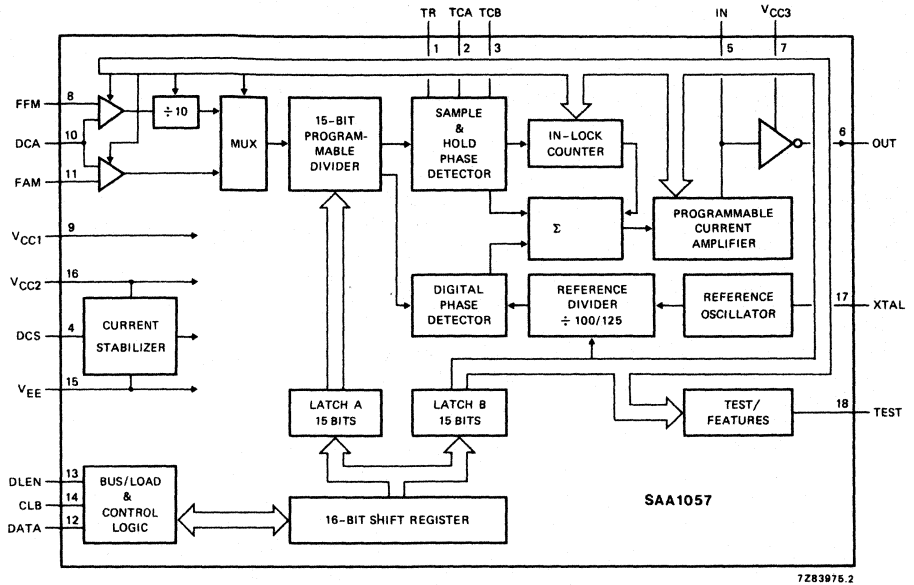 TR TCA TCB IN VCC3
1 2 3 5 7
FFM 8
÷10
MUX
15-BIT
PROGRAM-
MABLE
DIVIDER
SAMPLE
&
HOLD
PHASE
DETECTOR
IN-LOCK
COUNTER
6 OUT
DCA 10
FAM 11
VCC1 9
Σ
PROGRAMMABLE
CURRENT
AMPLIFIER
VCC2 16
DCS 4
CURRENT
STABILIZER
VEE 15
DIGITAL
PHASE
DETECTOR
REFERENCE
DIVIDER
÷ 100/125
REFERENCE
OSCILLATOR
17 XTAL
LATCH A
15 BITS
LATCH B
15 BITS
TEST/
FEATURES
18 TEST
DLEN 13
CLB 14
DATA 12
BUS/LOAD
&
CONTROL
LOGIC
16-BIT SHIFT REGISTER
SAA1057
7Z83975.2